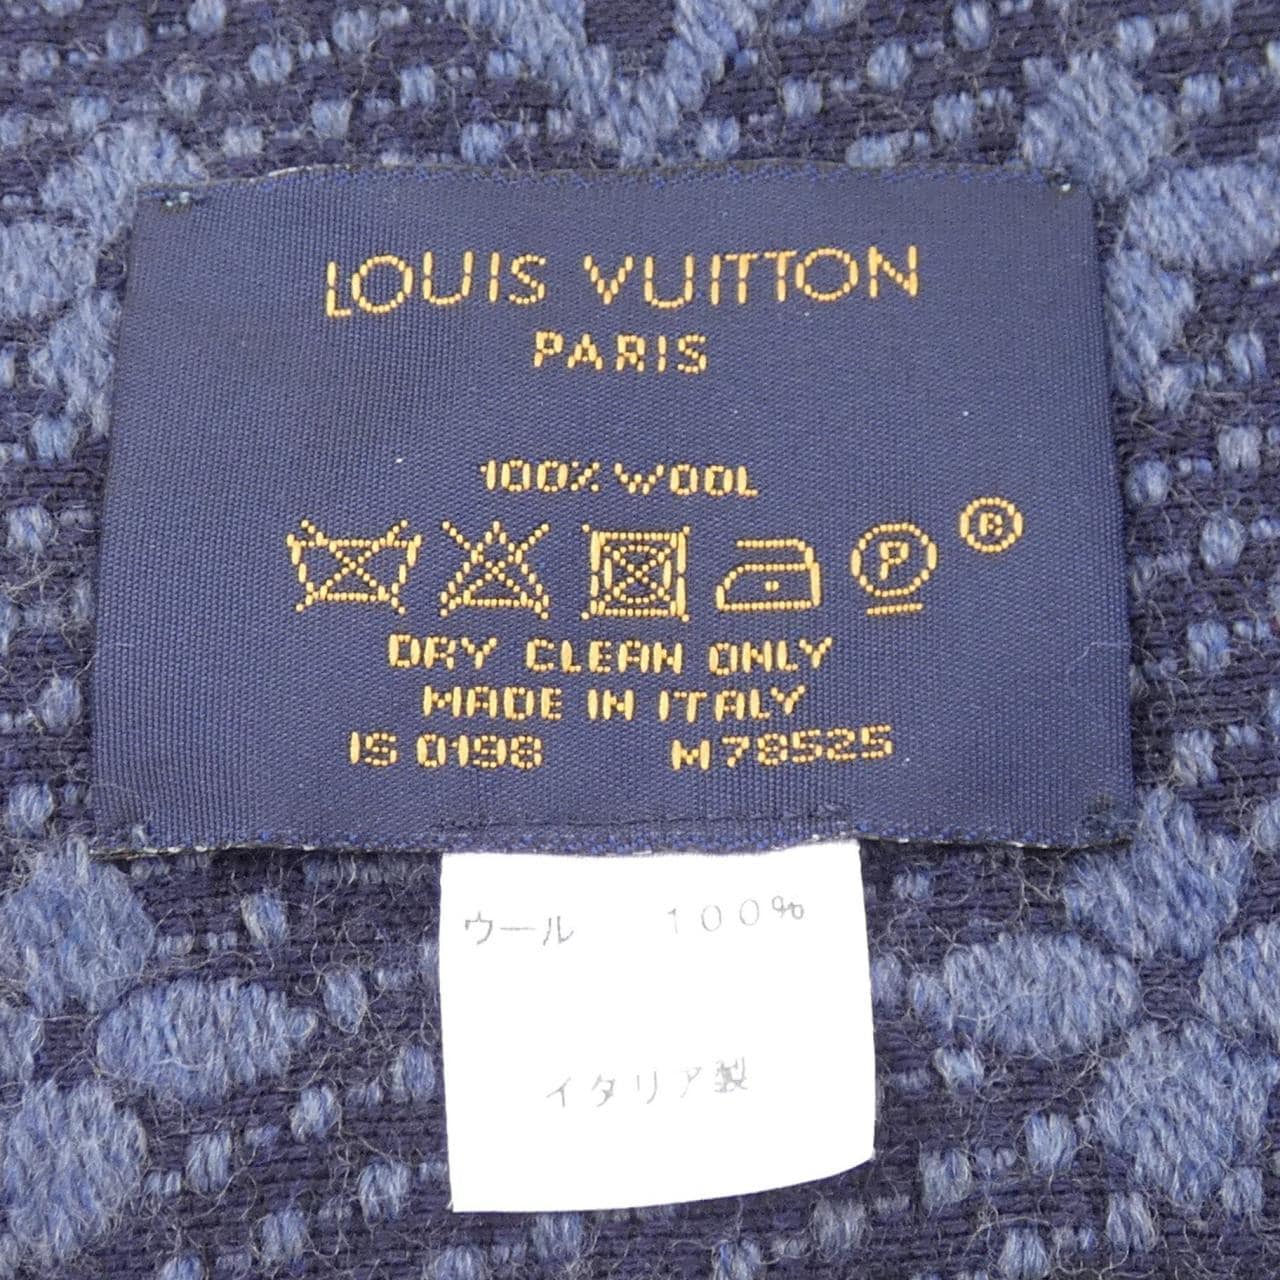 LOUIS VUITTON
PARIS
100% WOOL
P ®
DRY CLEAN ONLY
MADE IN ITALY
IS 0198 M78525
ウール 100%
イタリア製